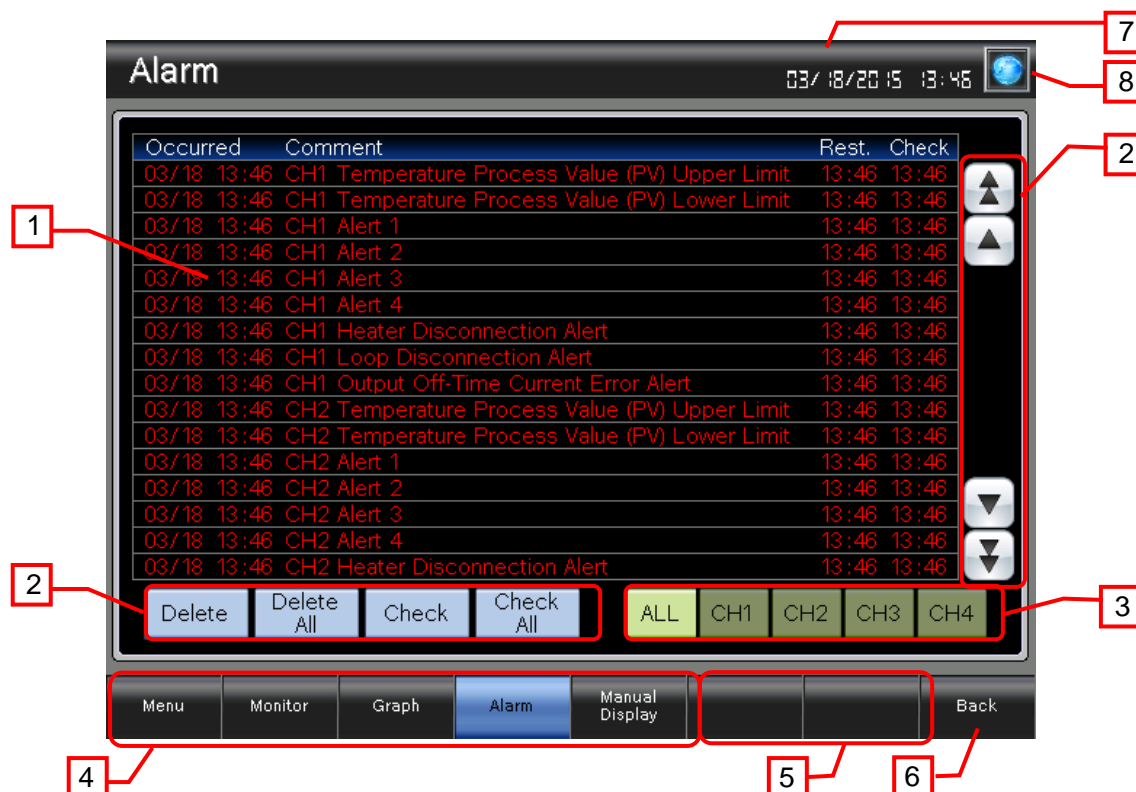 7
Alarm
03/18/2015 13:46
8
Occurred Comment Rest. Check
2
03/18 13:46 CH1 Temperature Process Value (PV) Upper Limit 13:46 13:46
03/18 13:46 CH1 Temperature Process Value (PV) Lower Limit 13:46 13:46
1
03/18 13:46 CH1 Alert 1 13:46 13:46
03/18 13:46 CH1 Alert 2 13:46 13:46
03/18 13:46 CH1 Alert 3 13:46 13:46
03/18 13:46 CH1 Alert 4 13:46 13:46
03/18 13:46 CH1 Heater Disconnection Alert 13:46 13:46
03/18 13:46 CH1 Loop Disconnection Alert 13:46 13:46
03/18 13:46 CH1 Output Off-Time Current Error Alert 13:46 13:46
03/18 13:46 CH2 Temperature Process Value (PV) Upper Limit 13:46 13:46
03/18 13:46 CH2 Temperature Process Value (PV) Lower Limit 13:46 13:46
03/18 13:46 CH2 Alert 1 13:46 13:46
03/18 13:46 CH2 Alert 2 13:46 13:46
03/18 13:46 CH2 Alert 3 13:46 13:46
03/18 13:46 CH2 Alert 4 13:46 13:46
03/18 13:46 CH2 Heater Disconnection Alert 13:46 13:46
2
Delete
Delete
All
Check
Check
All
ALL CH1 CH2 CH3 CH4
3
Menu Monitor Graph Alarm
Manual
Display
Back
4 5 6